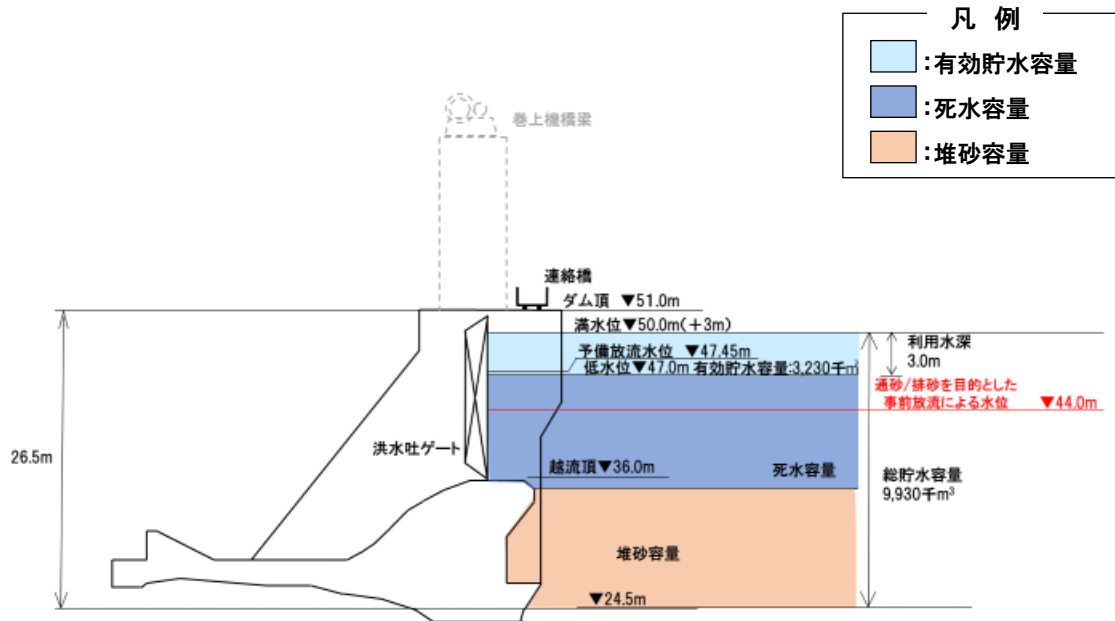 凡 例
:有効貯水容量
:死水容量
:堆砂容量
巻上機橋梁
連絡橋
ダム頂 ▼51.0m
満水位▼50.0m(+3m)
予備放流水位 ▼47.45m
低水位▼47.0m 有効貯水容量:3,230千㎥
利用水深
3.0m
通砂/排砂を目的とした
事前放流による水位 ▼44.0m
洪水吐ゲート
26.5m
越流頂▼36.0m
死水容量
総貯水容量
9,930千m³
堆砂容量
▼24.5m